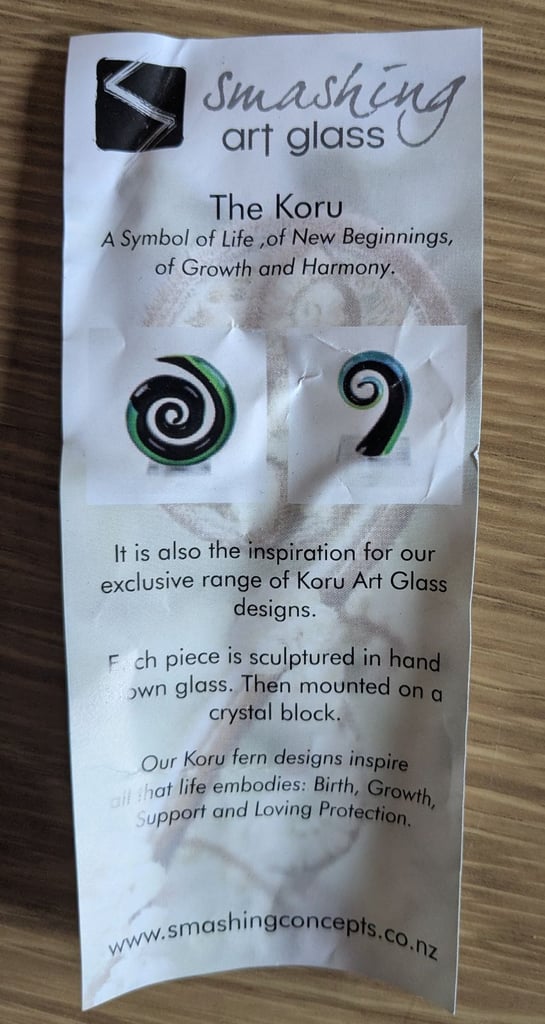 smashing
art glass
The Koru
A Symbol of Life ,of New Beginnings,
of Growth and Harmony.
It is also the inspiration for our
exclusive range of Koru Art Glass
designs.
piece is sculptured in hand
glass. Then mounted on a
crystal block.
Our Koru fern designs inspire
all that life embodies: Birth, Growth,
Support and Loving Protection.
www.smashingconcepts.co.nz